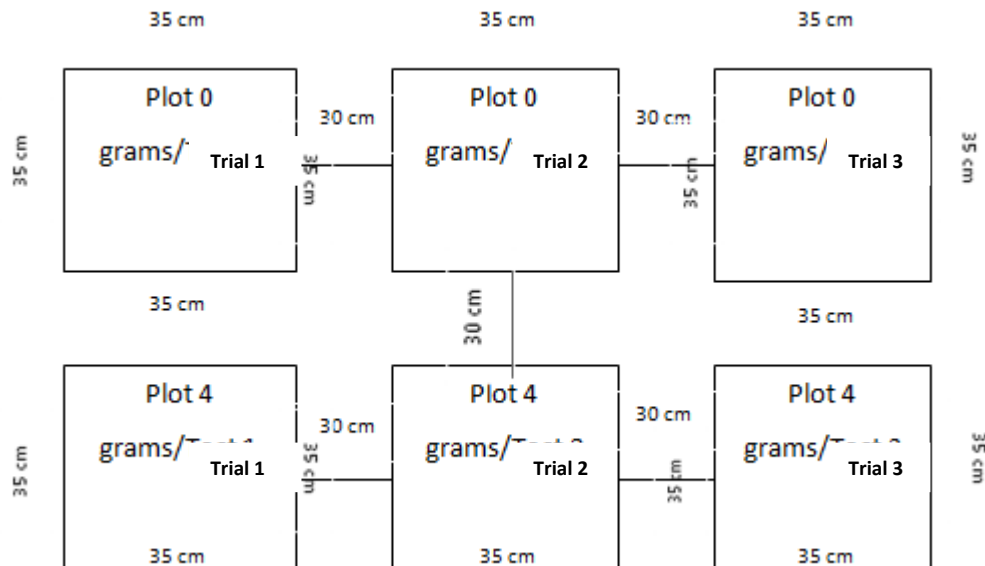 35 cm 35 cm 35 cm
Plot 0 Plot 0 Plot 0
30 cm 30 cm
35 cm grams/ Trial 1 35 cm grams/ Trial 2 35 cm grams/ Trial 3 35 cm
35 cm 30 cm 35 cm
Plot 4 Plot 4 Plot 4
30 cm 30 cm
35 cm grams/ Trial 1 35 cm grams/ Trial 2 35 cm grams/ Trial 3 35 cm
35 cm 35 cm 35 cm